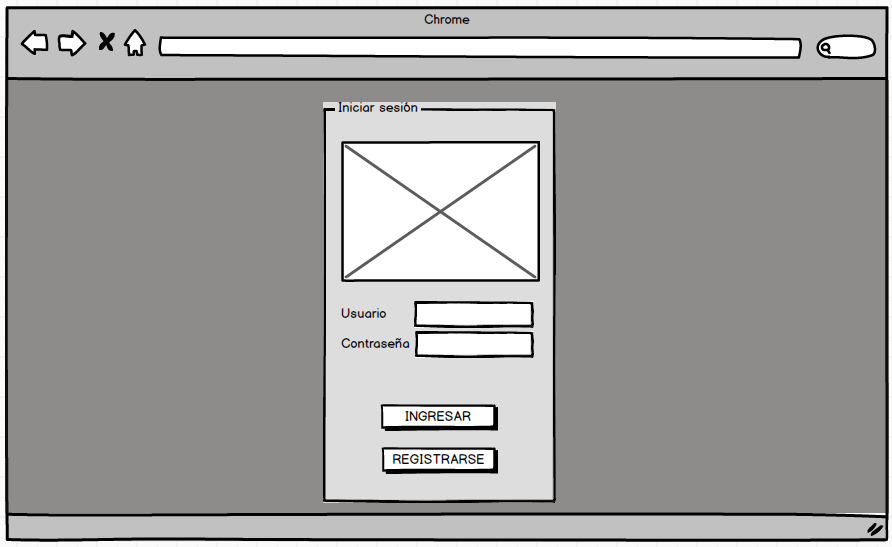 Chrome
Iniciar sesión
Usuario
Contraseña
INGRESAR
REGISTRARSE